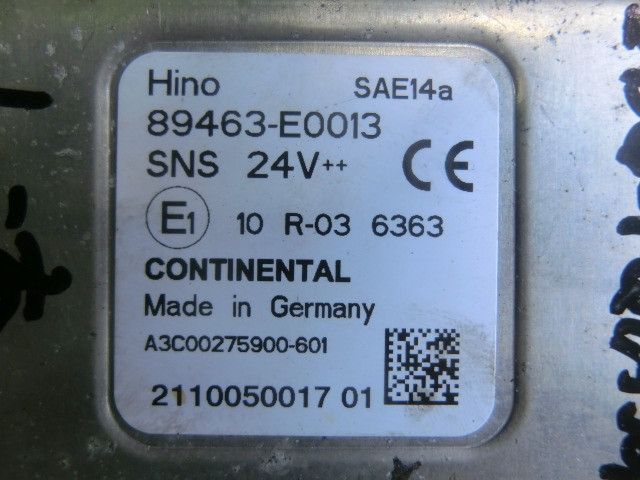 Hino SAE14a
89463-E0013
SNS 24V++ CE
E1 10 R-03 6363
CONTINENTAL
Made in Germany
A3C00275900-601
2110050017 01